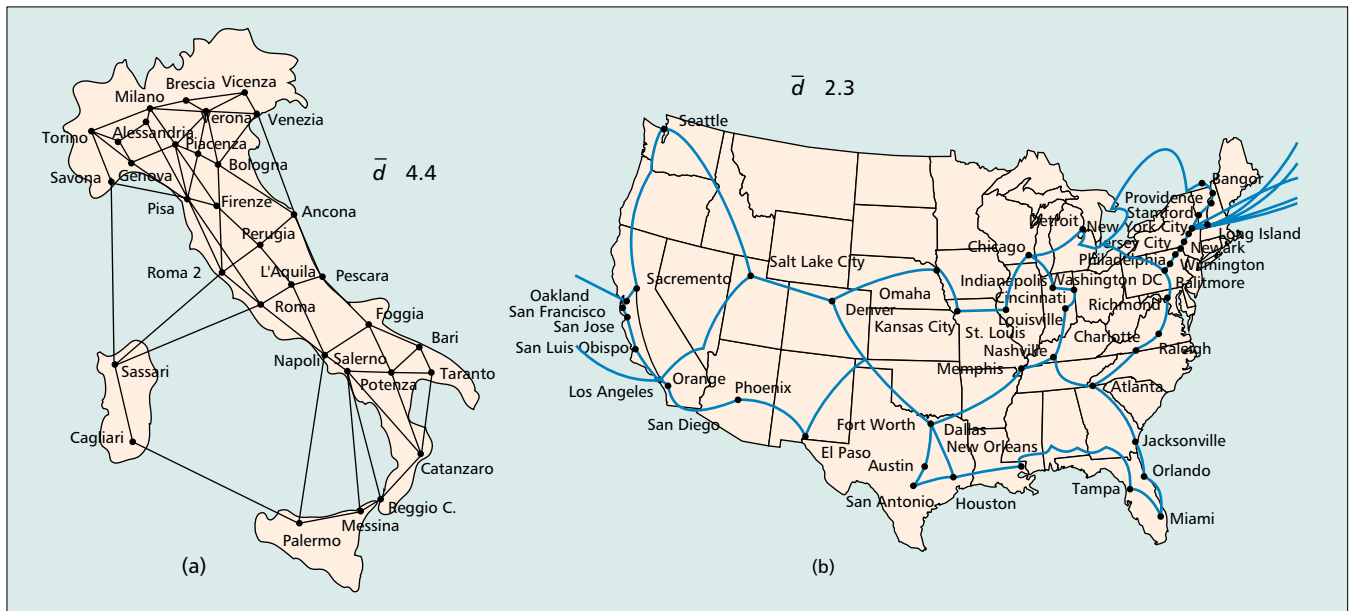 Brescia Vicenza
Milano
Verona
Venezia
Torino
Alessandria
Piacenza
Bologna
Savona
Genova
d̅ 4.4
Pisa
Firenze
Ancona
Perugia
Roma 2
L'Aquila
Pescara
Roma
Foggia
Bari
Napoli
Salerno
Sassari
Potenza
Taranto
Cagliari
Catanzaro
Reggio C.
Messina
Palermo
(a)
d̅ 2.3
Seattle
Bangor
Providence
Stamford
Detroit
New York City
Long Island
Chicago
Jersey City
Newark
Salt Lake City
Philadelphia
Wilmington
Sacramento
Indianapolis
Washington DC
Balitmore
Oakland
Omaha
Cincinnati
Richmond
San Francisco
Denver
Louisville
San Jose
Kansas City
St. Louis
Charlotte
San Luis Obispo
Nashville
Raleigh
Memphis
Orange
Los Angeles
Phoenix
Atlanta
San Diego
Fort Worth
Dallas
El Paso
New Orleans
Jacksonville
Austin
Orlando
San Antonio
Houston
Tampa
Miami
(b)